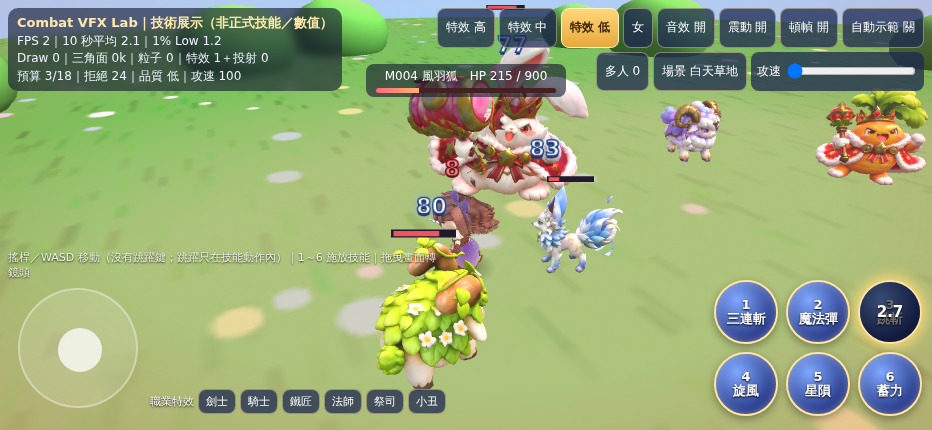 Combat VFX Lab｜技術展示（非正式技能／數值）
FPS 2｜10 秒平均 2.1｜1% Low 1.2
Draw 0｜三角面 0k｜粒子 0｜特效 1＋投射 0
預算 3/18｜拒絕 24｜品質 低｜攻速 100
特效 高
特效 中
特效 低
女
音效 開
震動 開
頓幀 開
自動示範 關
多人 0
場景 白天草地
攻速
77
M004 風羽狐 HP 215 / 900
83
8
80
搖桿／WASD 移動（沒有跳躍鍵；跳躍只在技能動作內）｜1～6 施放技能｜拖曳畫面轉
鏡頭
1
三連斬
2
魔法彈
3
跳斬
2.7
4
旋風
5
星隕
6
蓄力
職業特效
劍士
騎士
鐵匠
法師
祭司
小丑